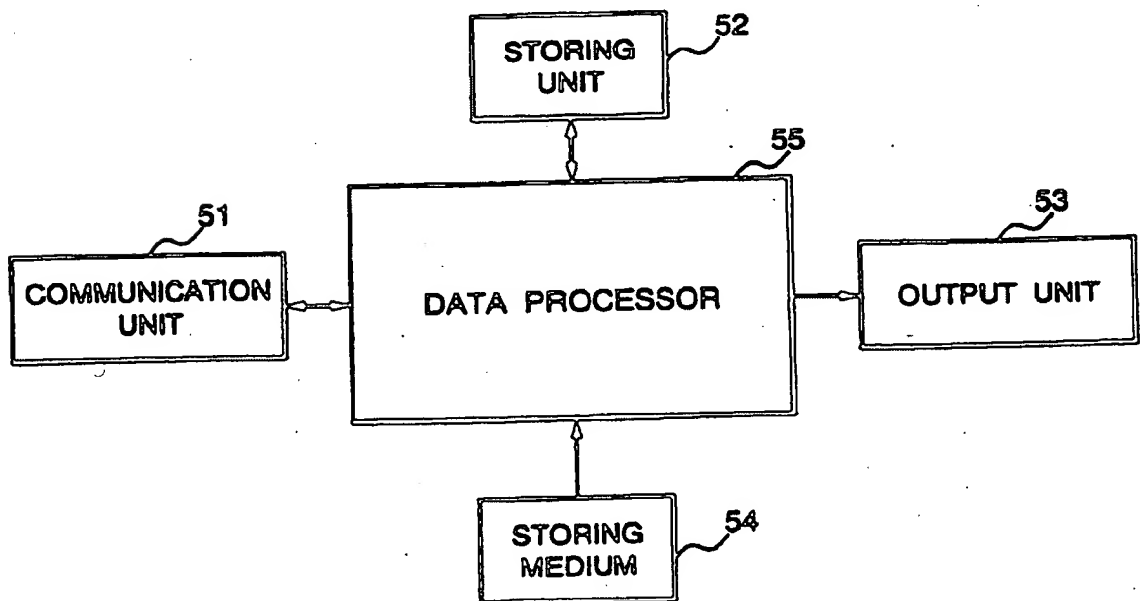 52
STORING
UNIT
55
51
53
COMMUNICATION
UNIT
DATA PROCESSOR
OUTPUT UNIT
54
STORING
MEDIUM